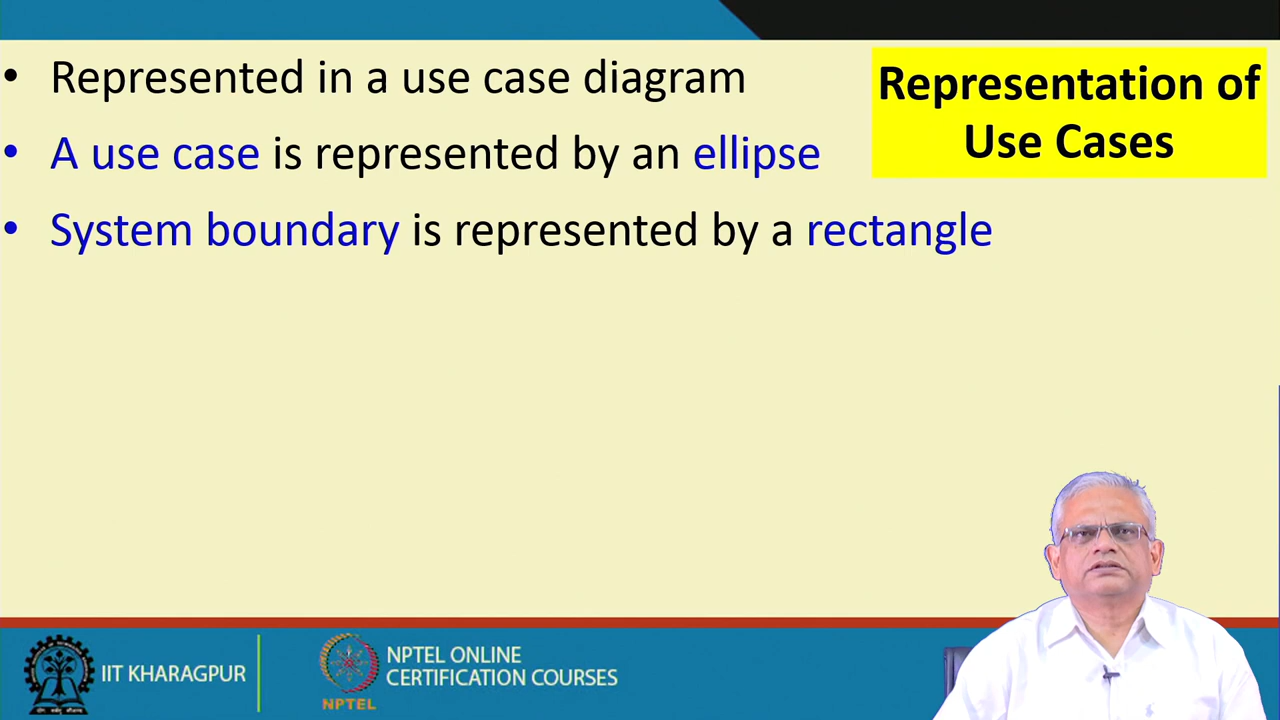 • Represented in a use case diagram
• A use case is represented by an ellipse
• System boundary is represented by a rectangle
Representation of
Use Cases
IIT KHARAGPUR
NPTEL
NPTEL ONLINE
CERTIFICATION COURSES